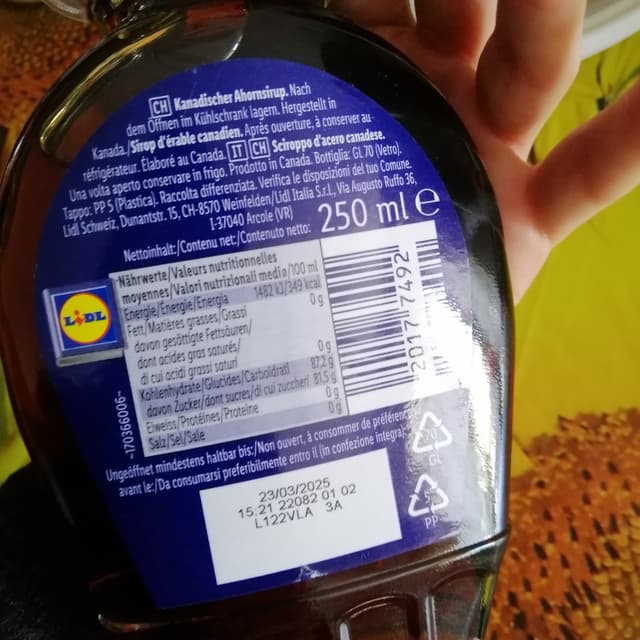 CH Kanadischer Ahornsirup. Nach
dem Öffnen im Kühlschrank lagern. Hergestellt in
Kanada. / Sirop d'érable canadien. Après ouverture, à conserver au
réfrigérateur. Élaboré au Canada. IT CH Sciroppo d'acero canadese.
Una volta aperto conservare in frigo. Prodotto in Canada. Bottiglia: GL 70 (Vetro).
Tappo: PP 5 (Plastica). Raccolta differenziata. Verifica le disposizioni del tuo Comune.
Lidl Schweiz, Dunantstr. 15, CH-8570 Weinfelden/Lidl Italia S.r.l., Via Augusto Ruffo 36,
I-37040 Arcole (VR)
Nettoinhalt:/Contenu net:/Contenuto netto: 250 ml e
Nährwerte/Valeurs nutritionnelles
moyennes/Valori nutrizionali medie/100 ml
Energie/Energie/Energia 1482 kJ/349 kcal
Fett/Matières grasses/Grassi 0 g
davon gesättigte Fettsäuren/
dont acides gras saturés/
di cui acidi grassi saturi 0 g
Kohlenhydrate/Glucides/Carboidrati 87,2 g
davon Zucker/dont sucres/di cui zuccheri 81,5 g
Eiweiss/Protéines/Proteine 0 g
Salz/Sel/Sale 0 g
LIDL
-170366006-
2017 7492
Ungeöffnet mindestens haltbar bis:/Non ouvert, à consommer de préférence
avant le:/Da consumarsi preferibilmente entro il (in confezione integra)
23/03/2025
15.21 22082 01 02
L122VLA 3A
PP